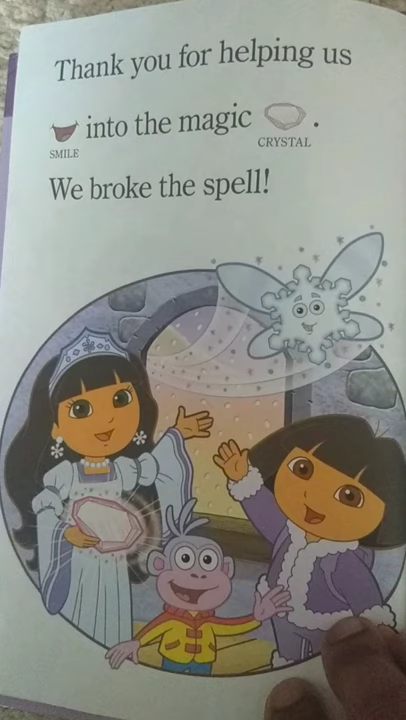 Thank you for helping us
into the magic .
SMILE
CRYSTAL
We broke the spell!